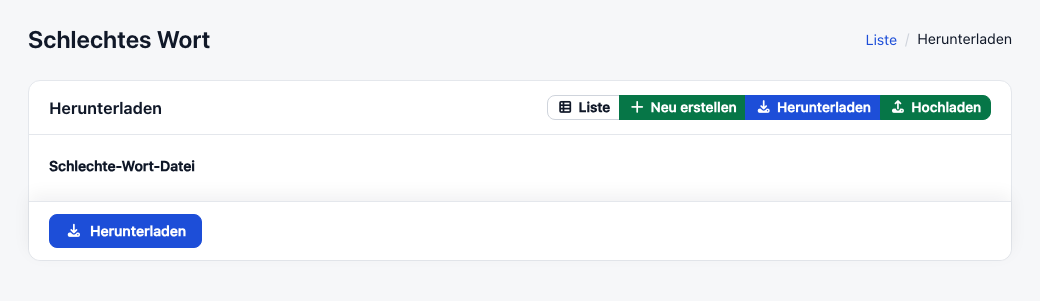 Schlechtes Wort
Liste / Herunterladen
Herunterladen
Liste
Neu erstellen
Herunterladen
Hochladen
Schlechte-Wort-Datei
Herunterladen